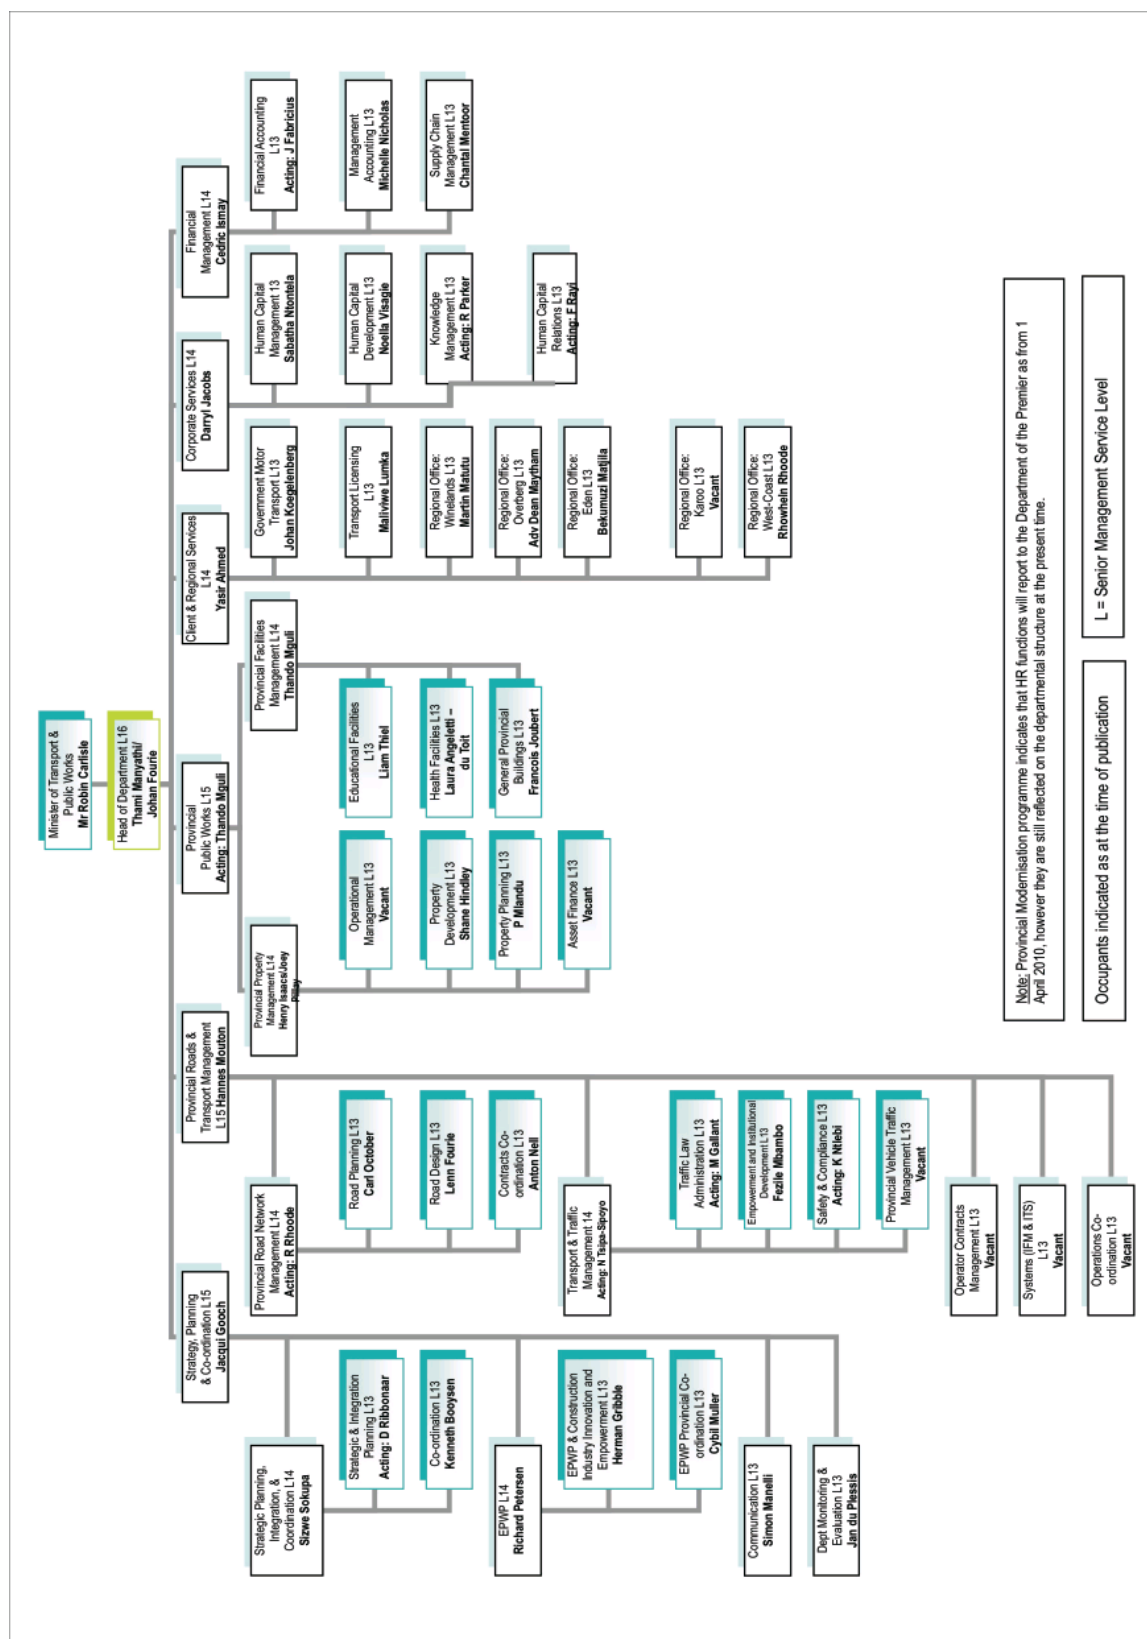 Minister of Transport &
Public Works
Mr Robin Carlisle
Head of Department L16
Thami Manyathi/
Johan Fourie
Strategy, Planning
& Co-ordination L15
Jacqui Gooch
Provincial Roads &
Transport Management
L15 Hannes Mouton
Provincial
Public Works L15
Acting: Thando Mguli
Client & Regional Services
L14
Yasir Ahmed
Corporate Services L14
Darryl Jacobs
Financial
Management L14
Cedric Ismay
Strategic Planning,
Integration, &
Coordination L14
Sizwe Sokupa
Strategic & Integration
Planning L13
Acting: D Ribbonaar
Co-ordination L13
Kenneth Booysen
EPWP L14
Richard Petersen
EPWP & Construction
Industry Innovation and
Empowerment L13
Herman Gribble
EPWP Provincial Co-
ordination L13
Cybil Muller
Communication L13
Simon Manelli
Dept Monitoring &
Evaluation L13
Jan du Plessis
Provincial Road Network
Management L14
Acting: R Rhoode
Road Planning L13
Carl October
Road Design L13
Lenn Fourie
Contracts Co-
ordination L13
Anton Nell
Transport & Traffic
Management 14
Acting: N Tsipa-Sipoyo
Traffic Law
Administration L13
Acting: M Gallant
Empowerment and Institutional
Development L13
Fezile Mbambo
Safety & Compliance L13
Acting: K Ntlebi
Provincial Vehicle Traffic
Management L13
Vacant
Operator Contracts
Management L13
Vacant
Systems (IFM & ITS)
L13
Vacant
Operations Co-
ordination L13
Vacant
Provincial Property
Management L14
Henry Isaacs/Joey
Pillay
Operational
Management L13
Vacant
Property
Development L13
Shane Hindley
Property Planning L13
P Mlandu
Asset Finance L13
Vacant
Provincial Facilities
Management L14
Thando Mguli
Educational Facilities
L13
Liam Thiel
Health Facilities L13
Laura Angeletti –
du Toit
General Provincial
Buildings L13
Francois Joubert
Government Motor
Transport L13
Johan Koegelenberg
Transport Licensing
L13
Maliviwe Lumka
Regional Office:
Winelands L13
Martin Matutu
Regional Office:
Overberg L13
Adv Dean Maytham
Regional Office:
Eden L13
Bekumuzi Matjila
Regional Office:
Karoo L13
Vacant
Regional Office:
West-Coast L13
Rhowhein Rhoode
Human Capital
Management 13
Sabatha Ntontela
Human Capital
Development L13
Noella Visagie
Knowledge
Management L13
Acting: R Parker
Human Capital
Relations L13
Acting: F Rayi
Financial Accounting
L13
Acting: J Fabricius
Management
Accounting L13
Michelle Nicholas
Supply Chain
Management L13
Chantal Mentoor
Note: Provincial Modernisation programme indicates that HR functions will report to the Department of the Premier as from 1
April 2010, however they are still reflected on the departmental structure at the present time.
Occupants indicated as at the time of publication
L = Senior Management Service Level